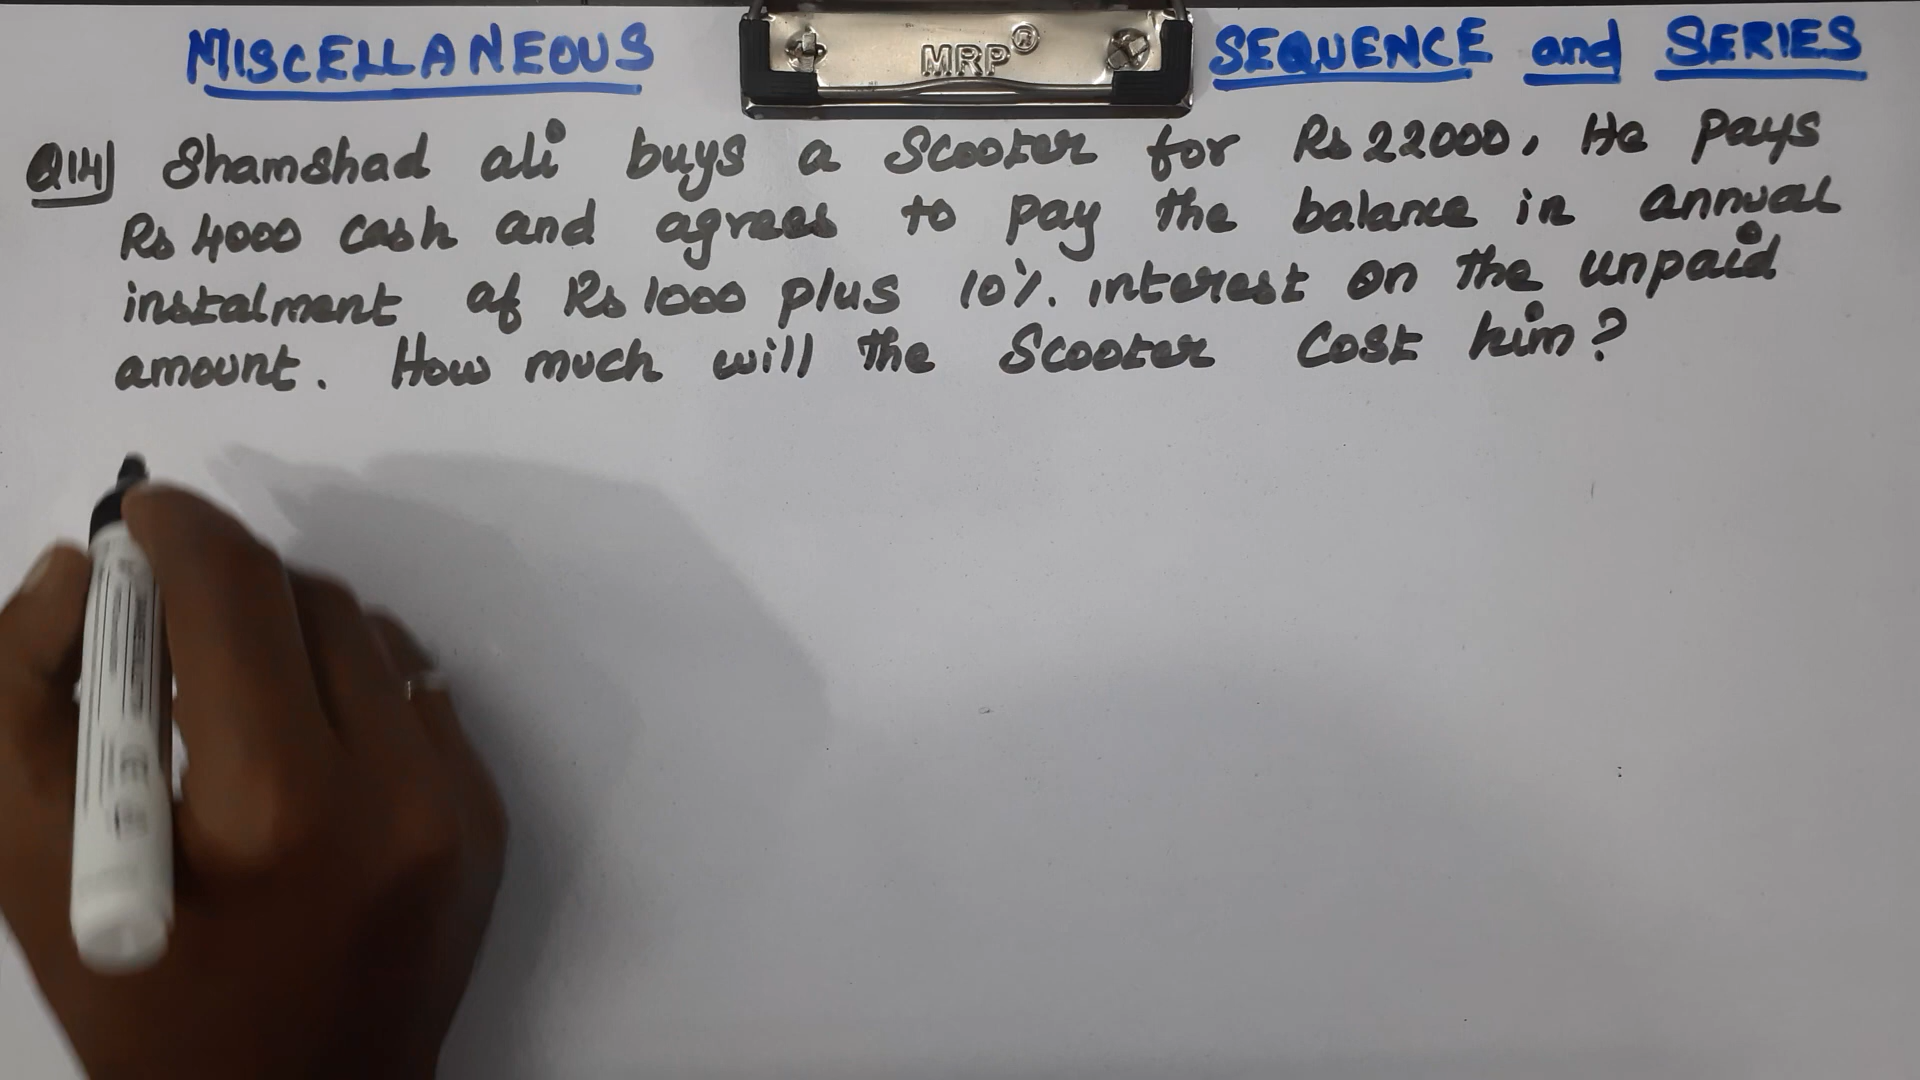 MISCELLANEOUS
MRP®
SEQUENCE and SERIES
Q14) Shamshad ali buys a Scooter for Rs 22000. He pays
Rs 4000 cash and agrees to pay the balance in annual
instalment of Rs 1000 plus 10% interest on the unpaid
amount. How much will the Scooter cost him?